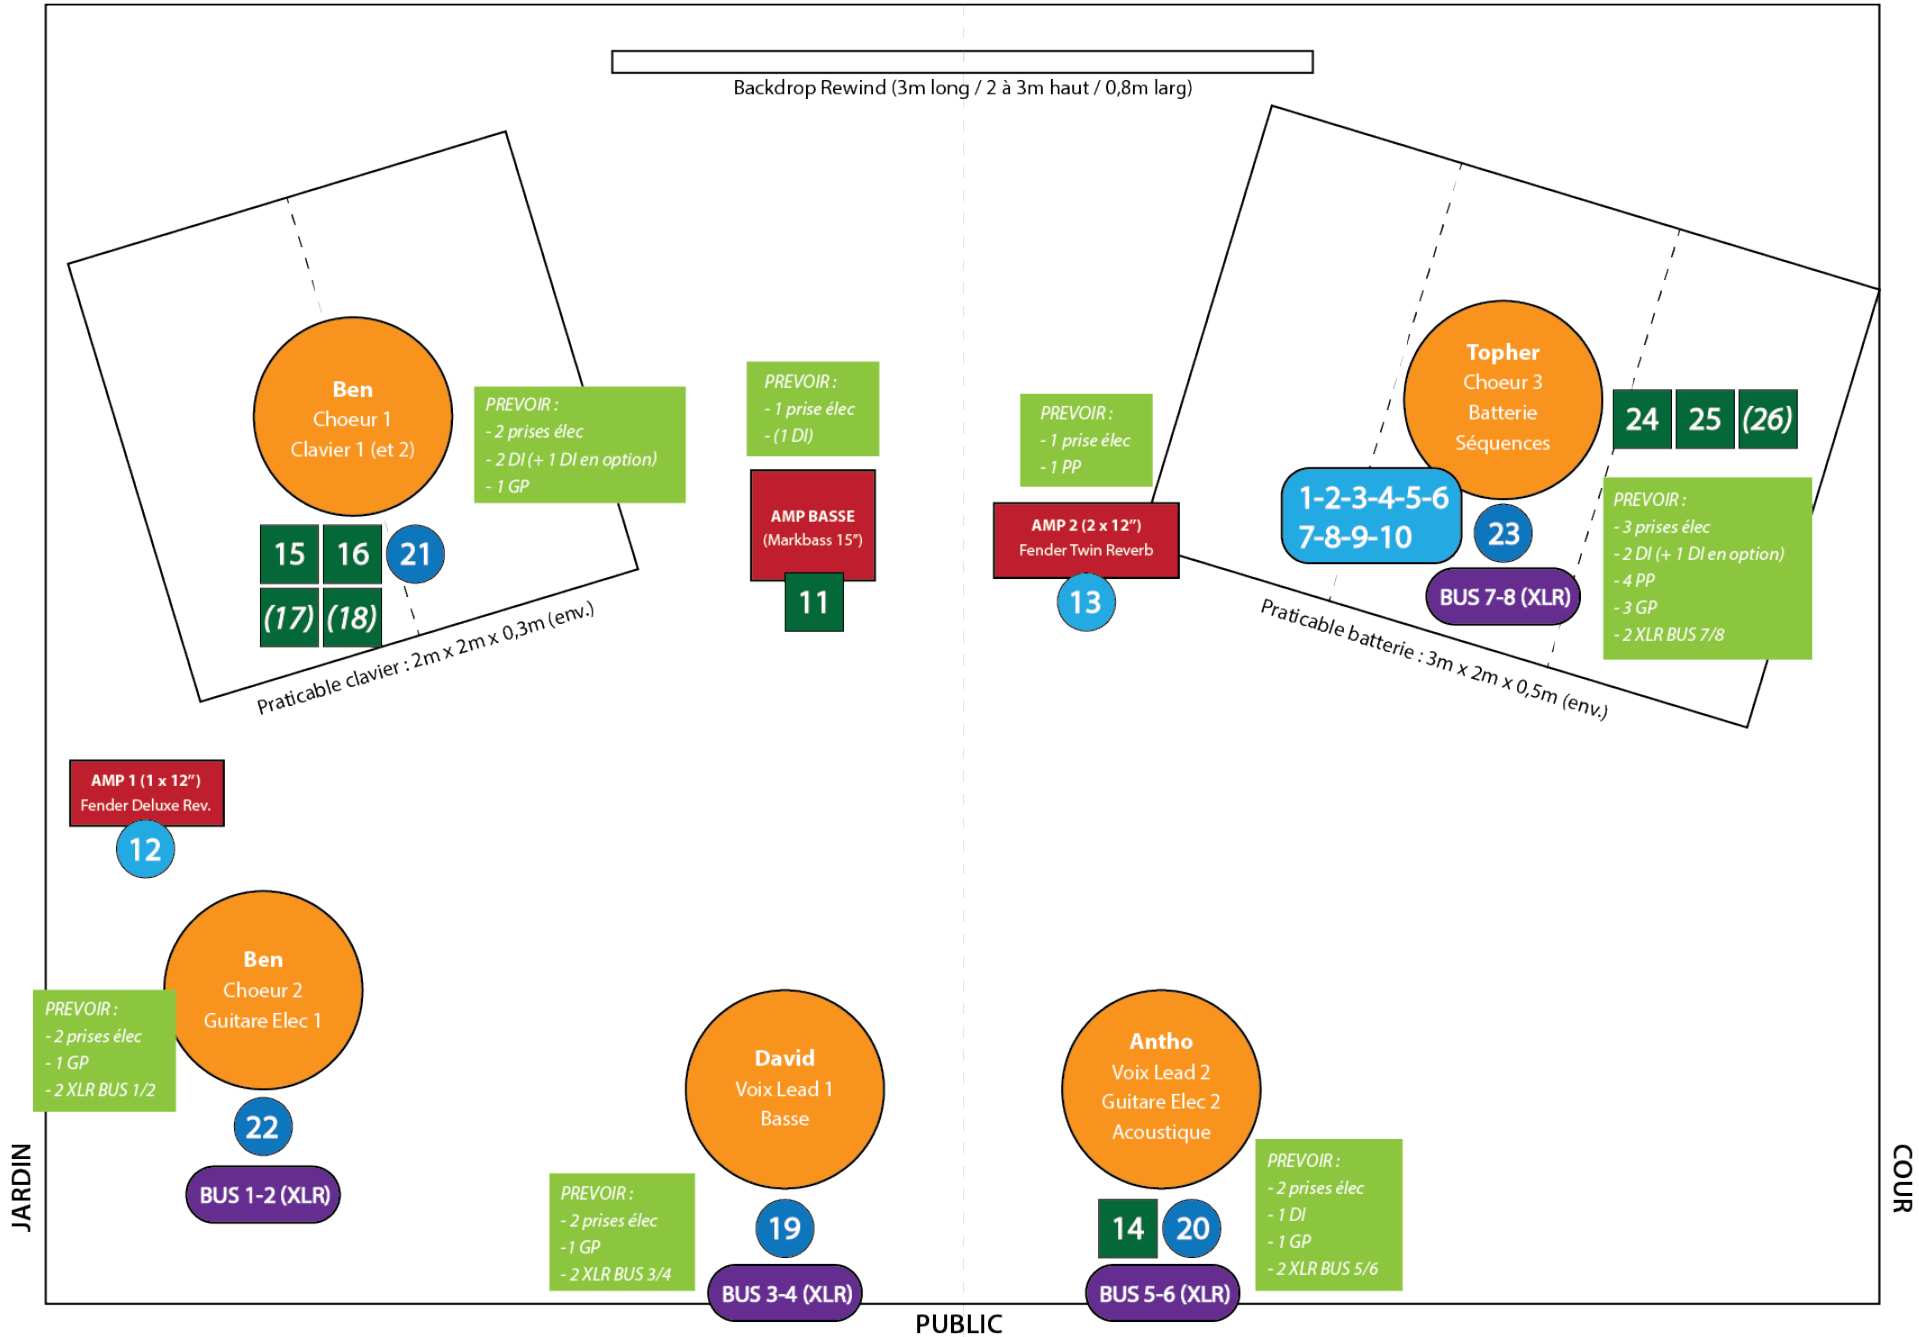 Backdrop Rewind (3m long / 2 à 3m haut / 0,8m larg)
Ben
Choeur 1
Clavier 1 (et 2)
PREVOIR :
- 2 prises élec
- 2 DI (+ 1 DI en option)
- 1 GP
15 16 21
(17) (18)
Praticable clavier : 2m x 2m x 0,3m (env.)
PREVOIR :
- 1 prise élec
- (1 DI)
AMP BASSE
(Markbass 15’’)
11
PREVOIR :
- 1 prise élec
- 1 PP
AMP 2 (2 x 12’’)
Fender Twin Reverb
13
Topher
Choeur 3
Batterie
Séquences
24 25 (26)
1-2-3-4-5-6
7-8-9-10
23
BUS 7-8 (XLR)
PREVOIR :
- 3 prises élec
- 2 DI (+ 1 DI en option)
- 4 PP
- 3 GP
- 2 XLR BUS 7/8
Praticable batterie : 3m x 2m x 0,5m (env.)
AMP 1 (1 x 12’’)
Fender Deluxe Rev.
12
Ben
Choeur 2
Guitare Elec 1
PREVOIR :
- 2 prises élec
- 1 GP
- 2 XLR BUS 1/2
22
BUS 1-2 (XLR)
David
Voix Lead 1
Basse
PREVOIR :
- 2 prises élec
-1 GP
- 2 XLR BUS 3/4
19
BUS 3-4 (XLR)
Antho
Voix Lead 2
Guitare Elec 2
Acoustique
PREVOIR :
- 2 prises élec
- 1 DI
- 1 GP
- 2 XLR BUS 5/6
14 20
BUS 5-6 (XLR)
JARDIN
COUR
PUBLIC